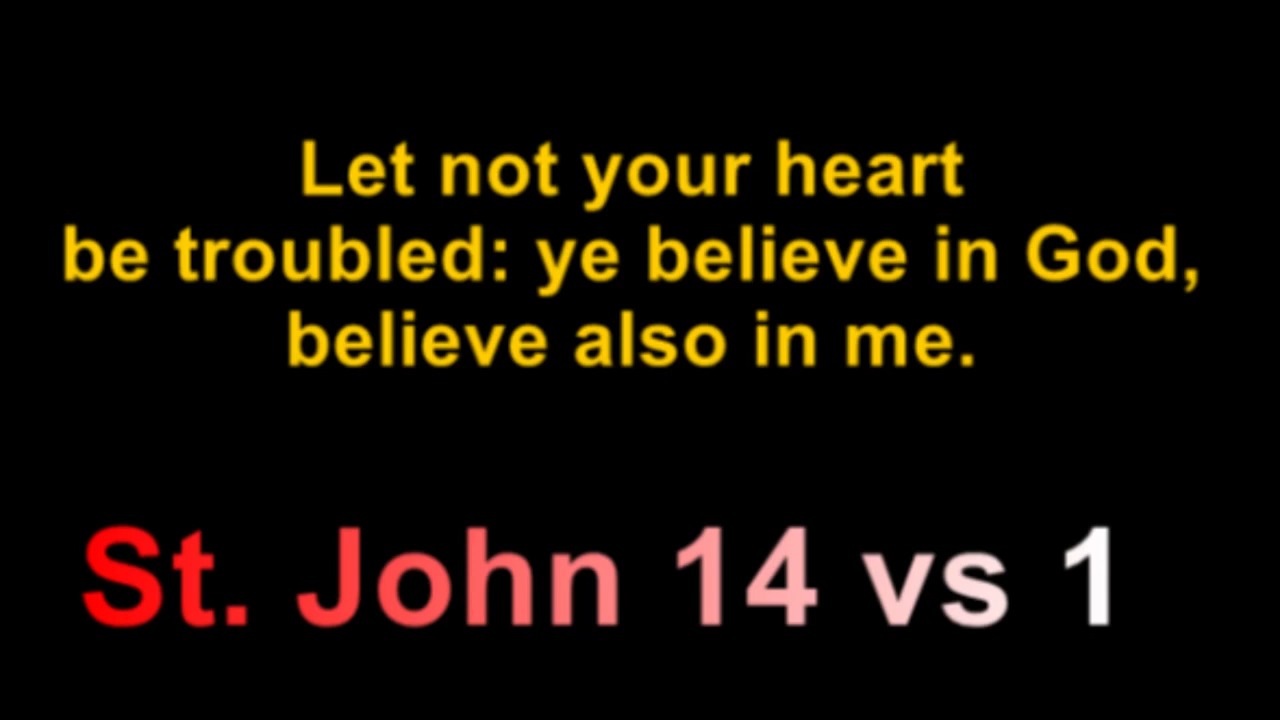 Let not your heart
be troubled: ye believe in God,
believe also in me.
St. John 14 vs 1